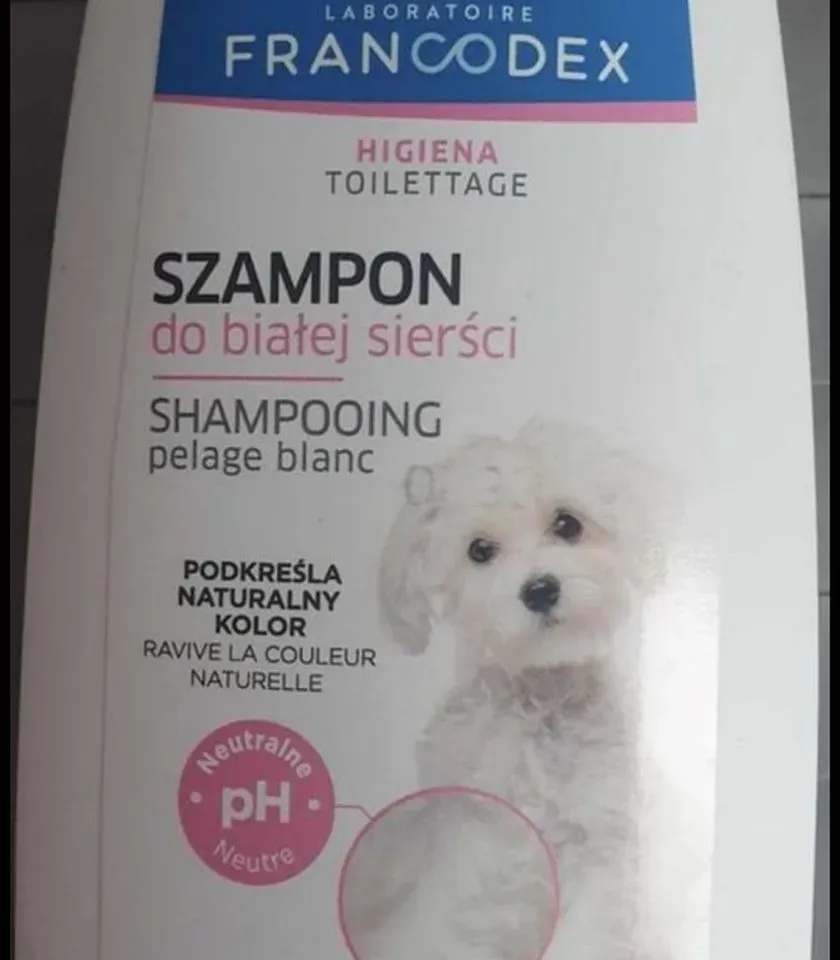 LABORATOIRE
FRANCODEX
HIGIENA
TOILETTAGE
SZAMPON
do białej sierści
SHAMPOOING
pelage blanc
PODKREŚLA
NATURALNY
KOLOR
RAVIVE LA COULEUR
NATURELLE
Neutralne
pH
Neutre